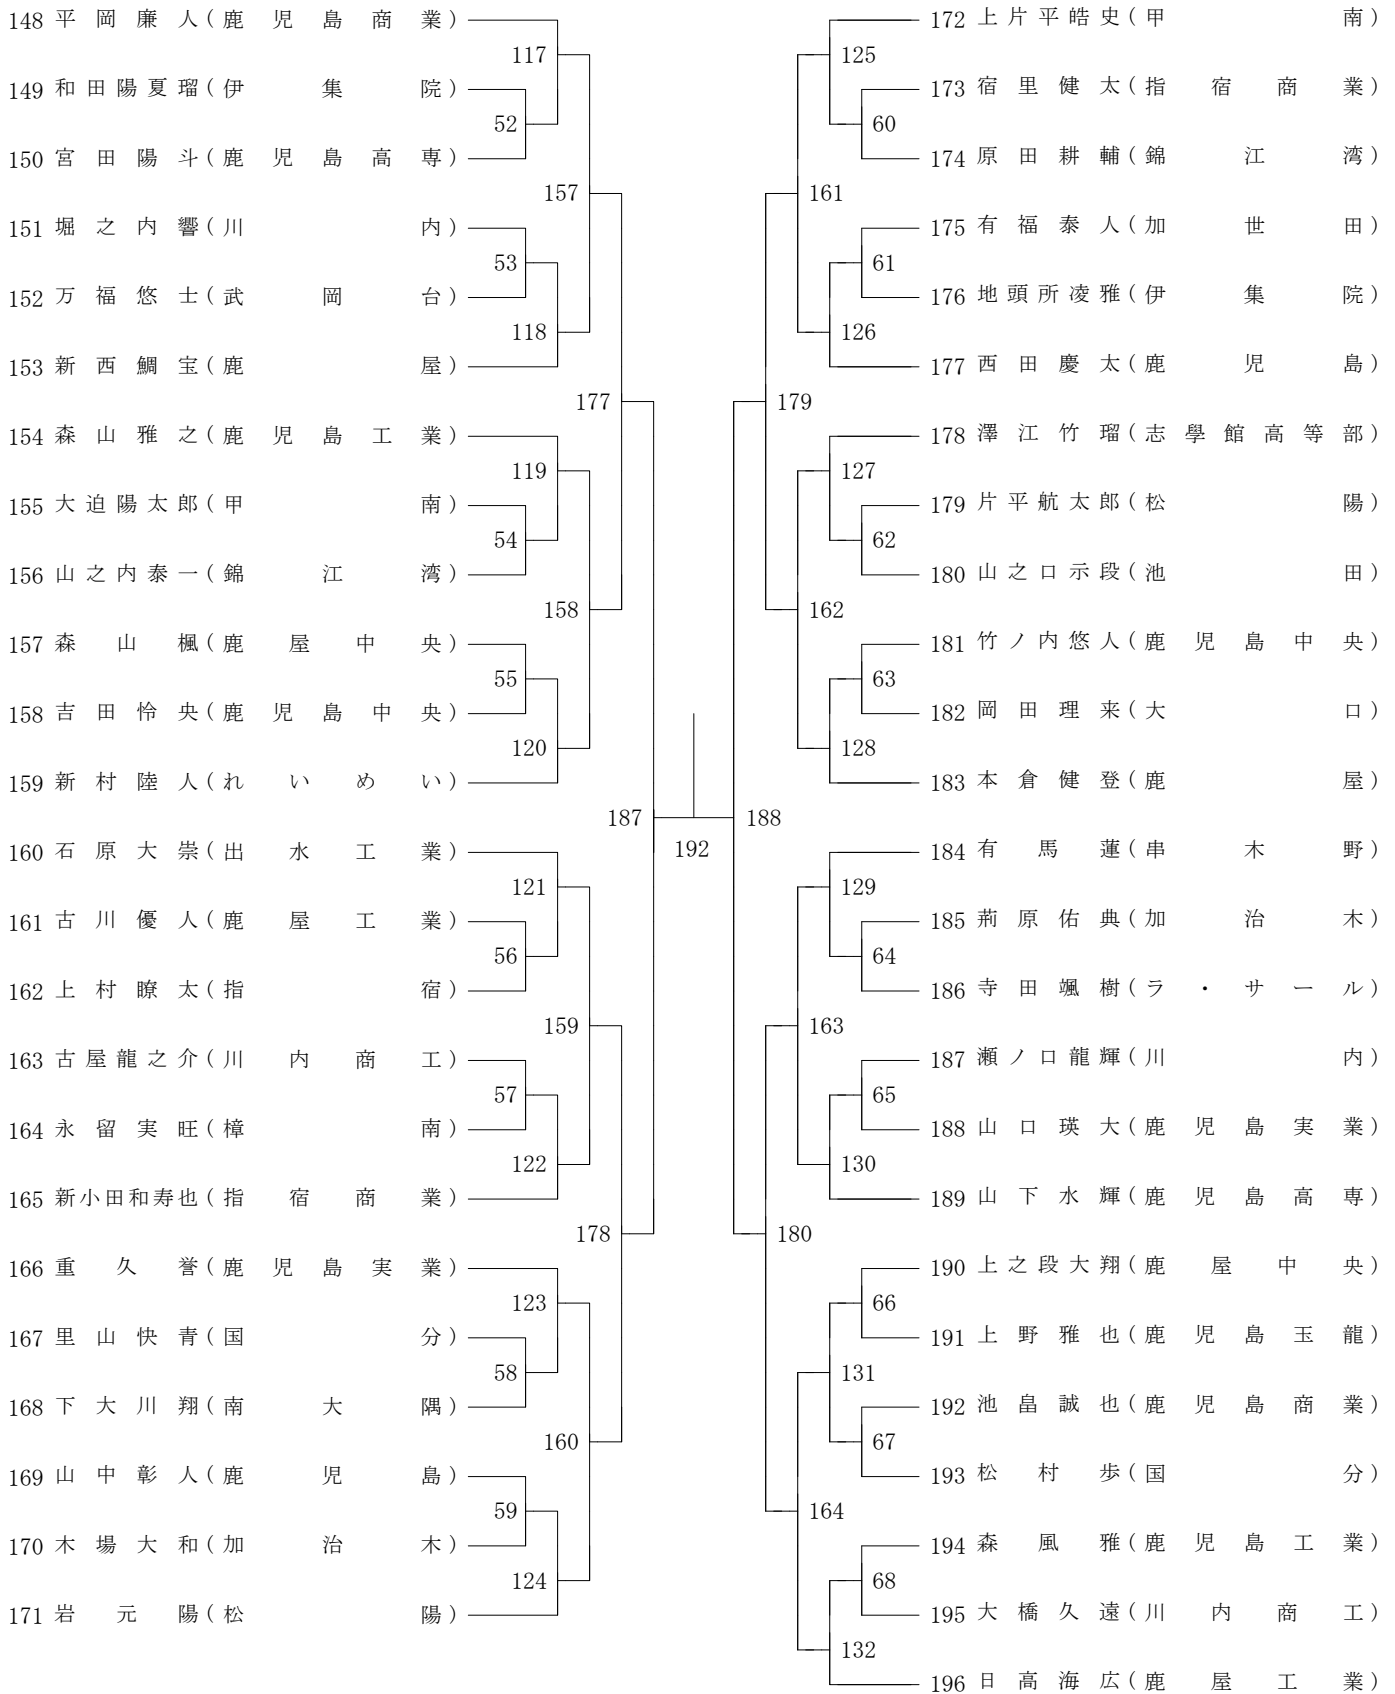 148 平岡廉人(鹿児島商業)
117
149 和田陽夏瑠(伊集院)
52
150 宮田陽斗(鹿児島高専)
157
151 堀之内響(川内)
53
152 万福悠士(武岡台)
118
153 新西鯛宝(鹿屋)
177
154 森山雅之(鹿児島工業)
119
155 大迫陽太郎(甲南)
54
156 山之内泰一(錦江湾)
158
157 森山楓(鹿屋中央)
55
158 吉田怜央(鹿児島中央)
120
159 新村陸人(れいめい)
187
160 石原大崇(出水工業)
121
161 古川優人(鹿屋工業)
56
162 上村瞭太(指宿)
159
163 古屋龍之介(川内商工)
57
164 永留実旺(樟南)
122
165 新小田和寿也(指宿商業)
178
166 重久誉(鹿児島実業)
123
167 里山快青(国分)
58
168 下大川翔(南大隅)
160
169 山中彰人(鹿児島)
59
170 木場大和(加治木)
124
171 岩元陽(松陽)
192
172 上片平皓史(甲南)
125
173 宿里健太(指宿商業)
60
174 原田耕輔(錦江湾)
161
175 有福泰人(加世田)
61
176 地頭所凌雅(伊集院)
126
177 西田慶太(鹿児島)
179
178 澤江竹瑠(志學館高等部)
127
179 片平航太郎(松陽)
62
180 山之口示段(池田)
162
181 竹ノ内悠人(鹿児島中央)
63
182 岡田理来(大口)
128
183 本倉健登(鹿屋)
188
184 有馬蓮(串木野)
129
185 荊原佑典(加治木)
64
186 寺田颯樹(ラ・サール)
163
187 瀬ノ口龍輝(川内)
65
188 山口瑛大(鹿児島実業)
130
189 山下水輝(鹿児島高専)
180
190 上之段大翔(鹿屋中央)
66
191 上野雅也(鹿児島玉龍)
131
192 池畠誠也(鹿児島商業)
67
193 松村歩(国分)
164
194 森風雅(鹿児島工業)
68
195 大橋久遠(川内商工)
132
196 日高海広(鹿屋工業)